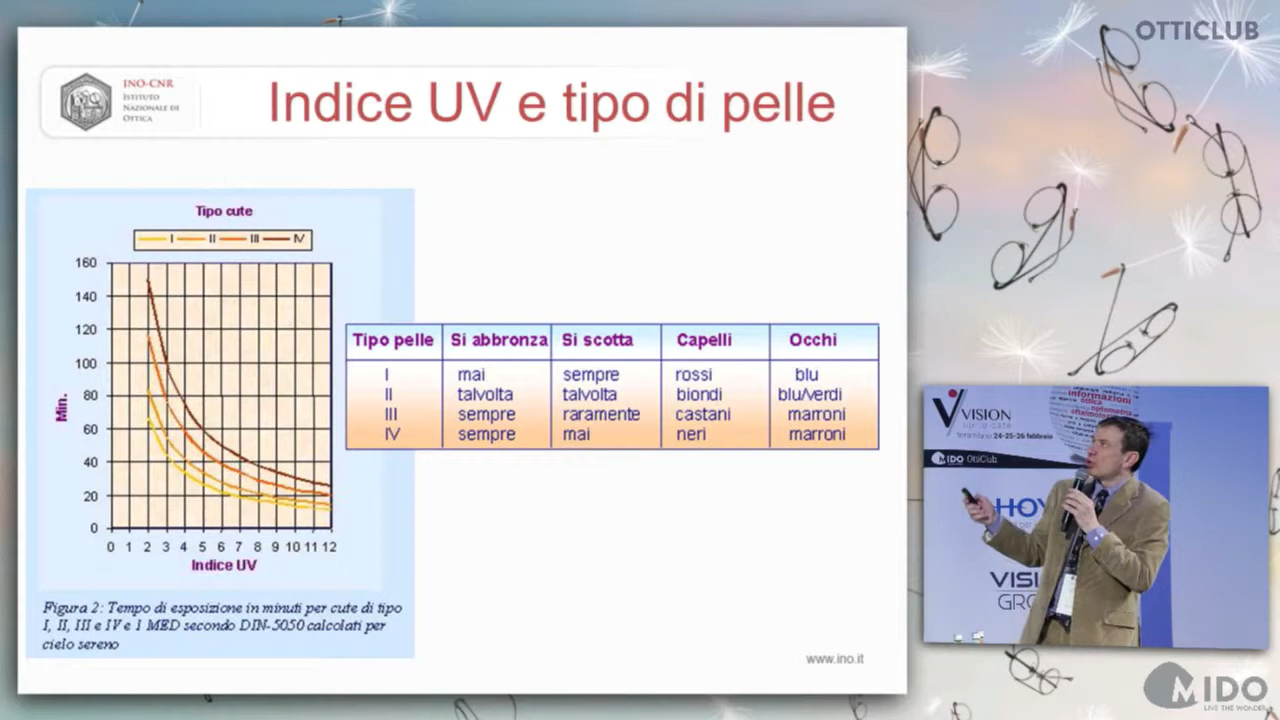 OTTICLUB
INO-CNR
ISTITUTO
NAZIONALE DI
OTTICA
Indice UV e tipo di pelle
Tipo cute
I II III IV
160
140
120
100
80
60
40
20
0
Min.
0 1 2 3 4 5 6 7 8 9 10 11 12
Indice UV
Figura 2: Tempo di esposizione in minuti per cute di tipo
I, II, III e IV e 1 MED secondo DIN-5050 calcolati per
cielo sereno
Tipo pelle Si abbronza Si scotta Capelli Occhi
I mai sempre rossi blu
II talvolta talvolta biondi blu/verdi
III sempre raramente castani marroni
IV sempre mai neri marroni
www.ino.it
VISION
24-25-26 febbraio
informazioni
ottica
optometria
MIDO OttiClub
HOY
VISI
GRO
MIDO
LIVE THE WONDER